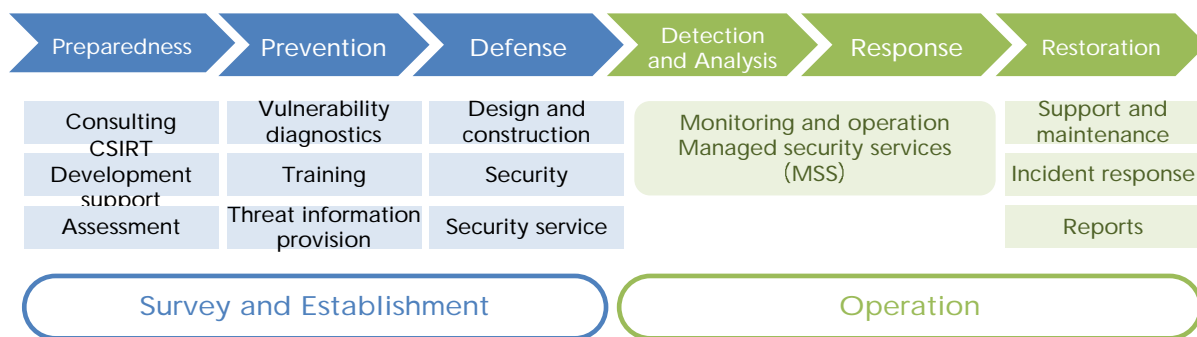 Preparedness
Prevention
Defense
Detection
and Analysis
Response
Restoration
Consulting
CSIRT
Development
support
Assessment
Vulnerability
diagnostics
Training
Threat information
provision
Design and
construction
Security
Security service
Monitoring and operation
Managed security services
(MSS)
Support and
maintenance
Incident response
Reports
Survey and Establishment
Operation